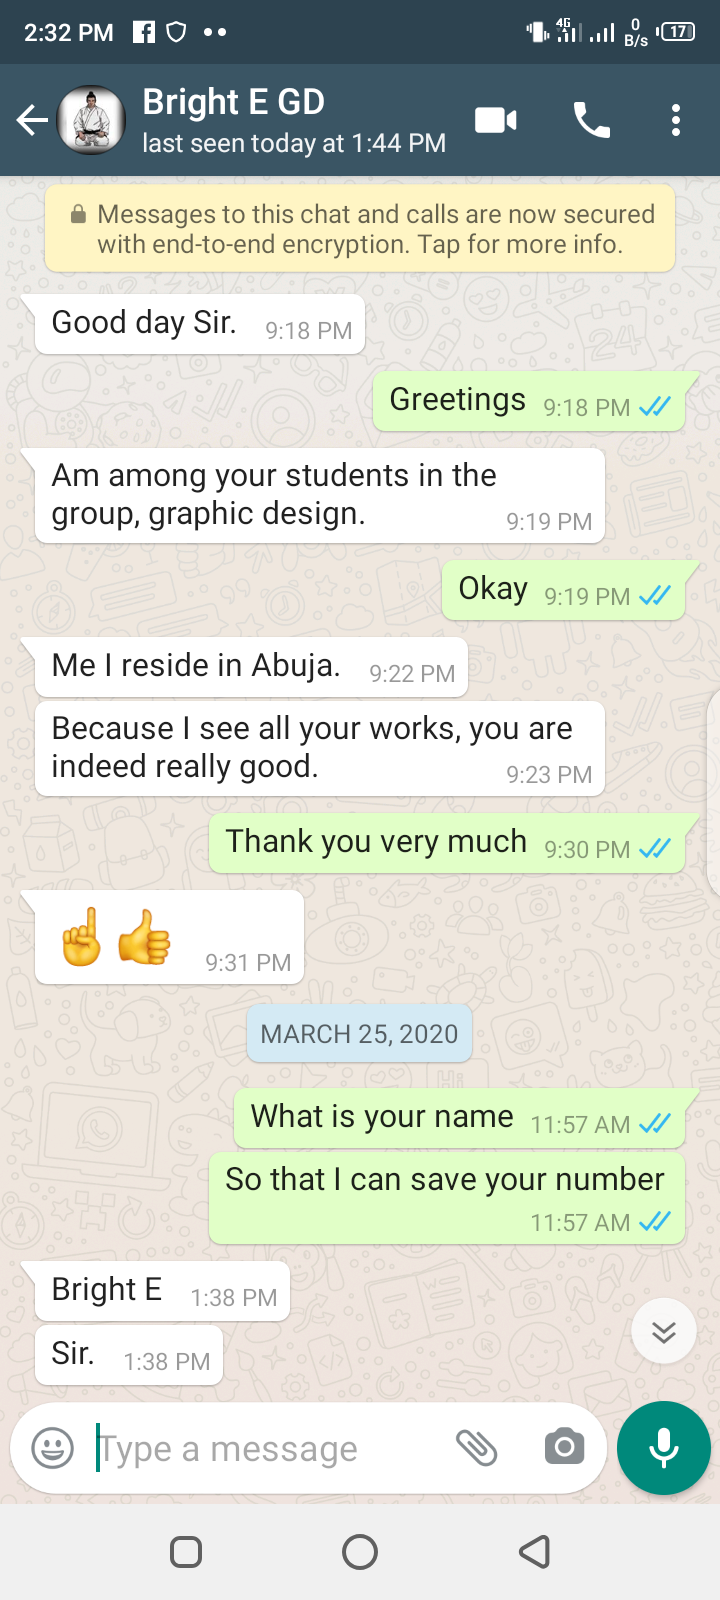 2:32 PM
4G
0
B/s
17
Bright E GD
last seen today at 1:44 PM
Messages to this chat and calls are now secured
with end-to-end encryption. Tap for more info.
Good day Sir. 9:18 PM
Greetings 9:18 PM
Am among your students in the
group, graphic design. 9:19 PM
Okay 9:19 PM
Me I reside in Abuja. 9:22 PM
Because I see all your works, you are
indeed really good. 9:23 PM
Thank you very much 9:30 PM
☝👍 9:31 PM
MARCH 25, 2020
What is your name 11:57 AM
So that I can save your number
11:57 AM
Bright E 1:38 PM
Sir. 1:38 PM
Type a message